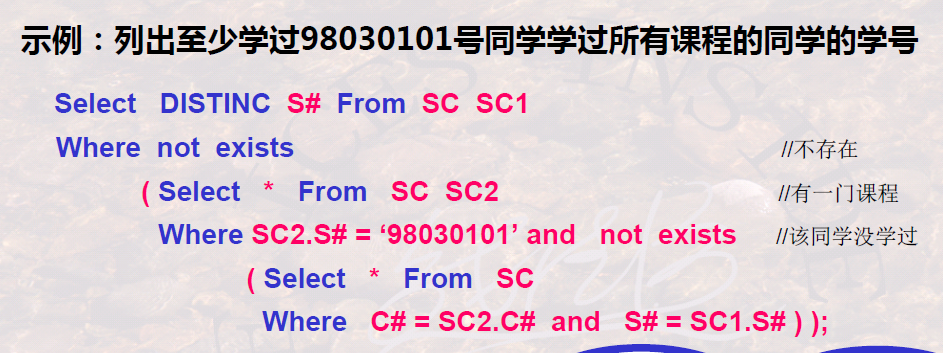 示例：列出至少学过98030101号同学学过所有课程的同学的学号
Select DISTINC S# From SC SC1
Where not exists //不存在
( Select * From SC SC2 //有一门课程
Where SC2.S# = ‘98030101’ and not exists //该同学没学过
( Select * From SC
Where C# = SC2.C# and S# = SC1.S# ) );